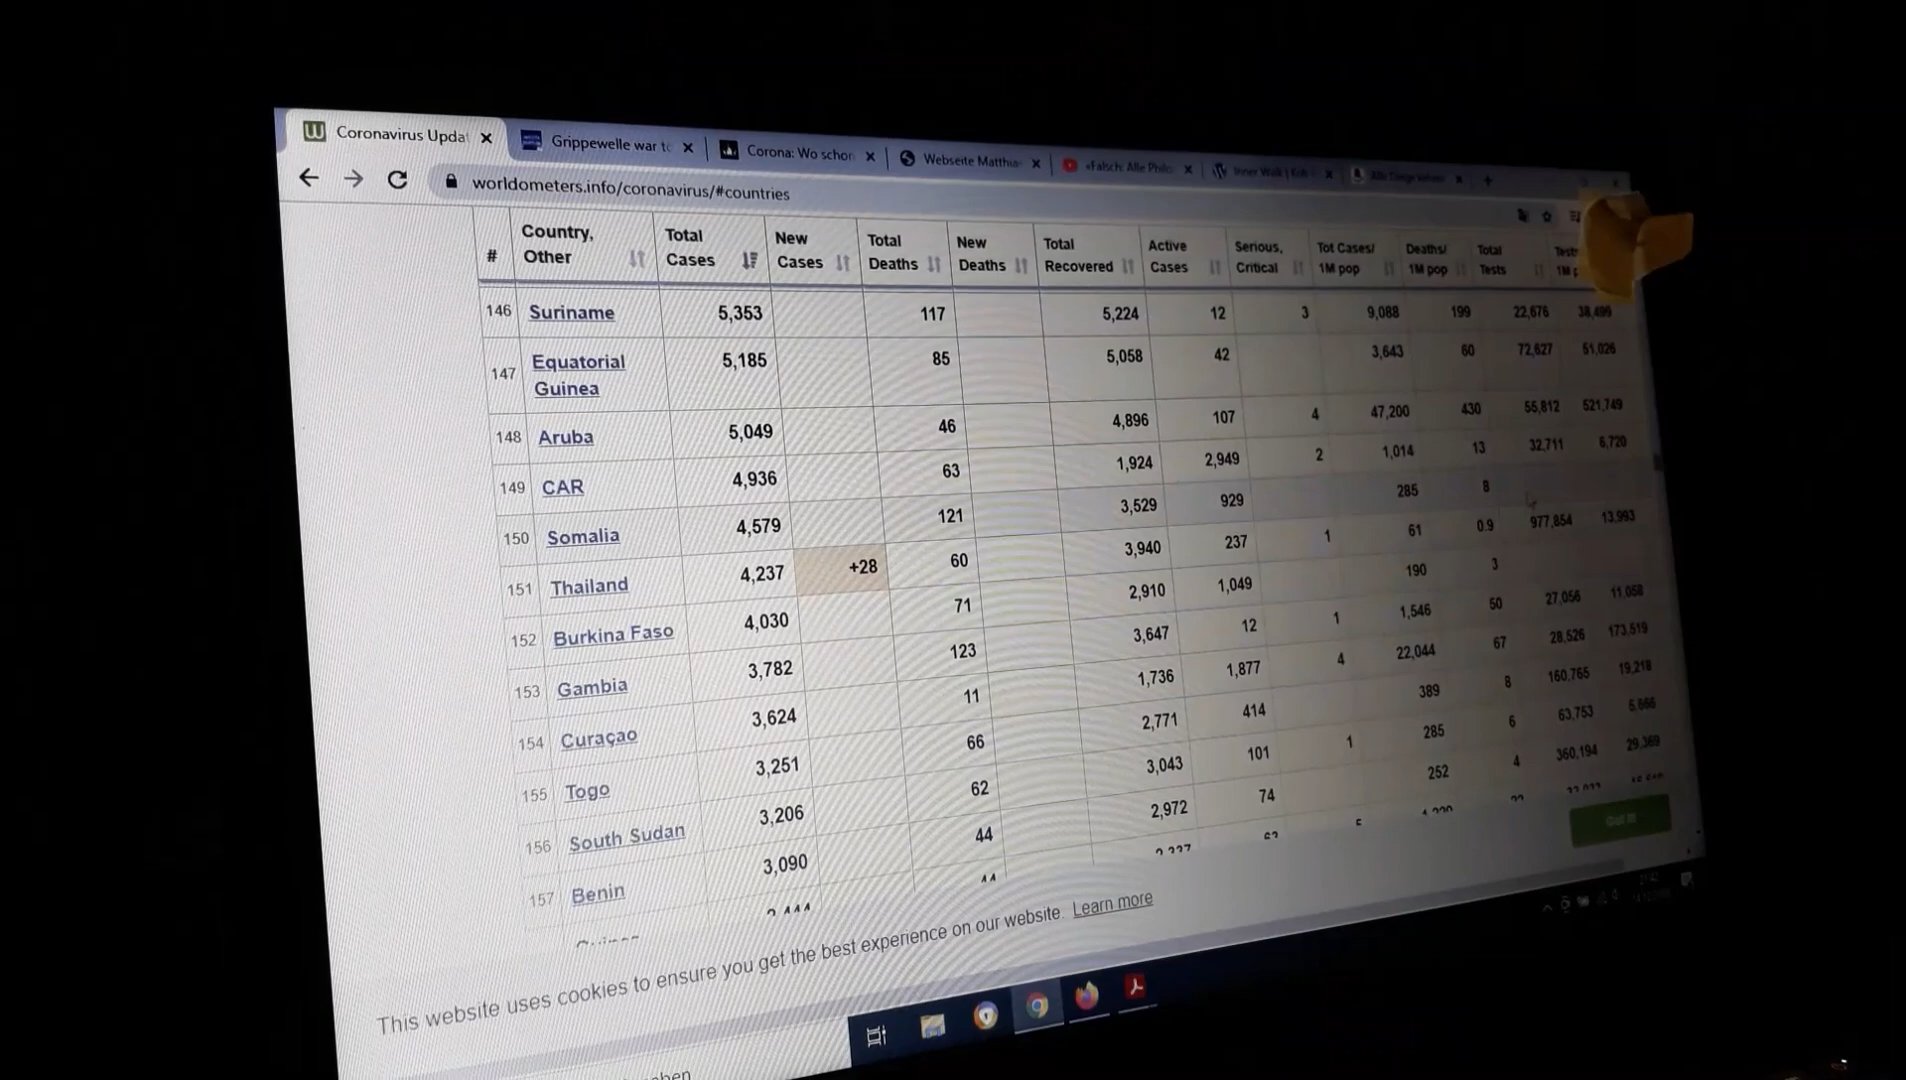 Coronavirus Updat
Grippewelle war to
Corona: Wo schon
Webseite Matthia
«Falsch: Alle Philo
Inner Walk | Koh
worldometers.info/coronavirus/#countries
# Country, Other Total Cases New Cases Total Deaths New Deaths Total Recovered Active Cases Serious, Critical Tot Cases/ 1M pop Deaths/ 1M pop Total Tests
146 Suriname 5,353 117 5,224 12 3 9,088 199 22,676 38,499
147 Equatorial Guinea 5,185 85 5,058 42 3,643 60 72,627 51,026
148 Aruba 5,049 46 4,896 107 4 47,200 430 55,812 521,749
149 CAR 4,936 63 1,924 2,949 2 1,014 13 32,711 6,720
150 Somalia 4,579 121 3,529 929 285 8
151 Thailand 4,237 +28 60 3,940 237 1 61 0.9 977,854 13,993
152 Burkina Faso 4,030 71 2,910 1,049 190 3
153 Gambia 3,782 123 3,647 12 1 1,546 50 27,056 11,058
154 Curaçao 3,624 11 1,736 1,877 4 22,044 67 28,526 173,519
155 Togo 3,251 66 2,771 414 389 8 160,765 19,218
156 South Sudan 3,206 62 3,043 101 1 285 6 63,753 5,666
157 Benin 3,090 44 2,972 74 252 4 360,194 29,369
Got it!
This website uses cookies to ensure you get the best experience on our website. Learn more